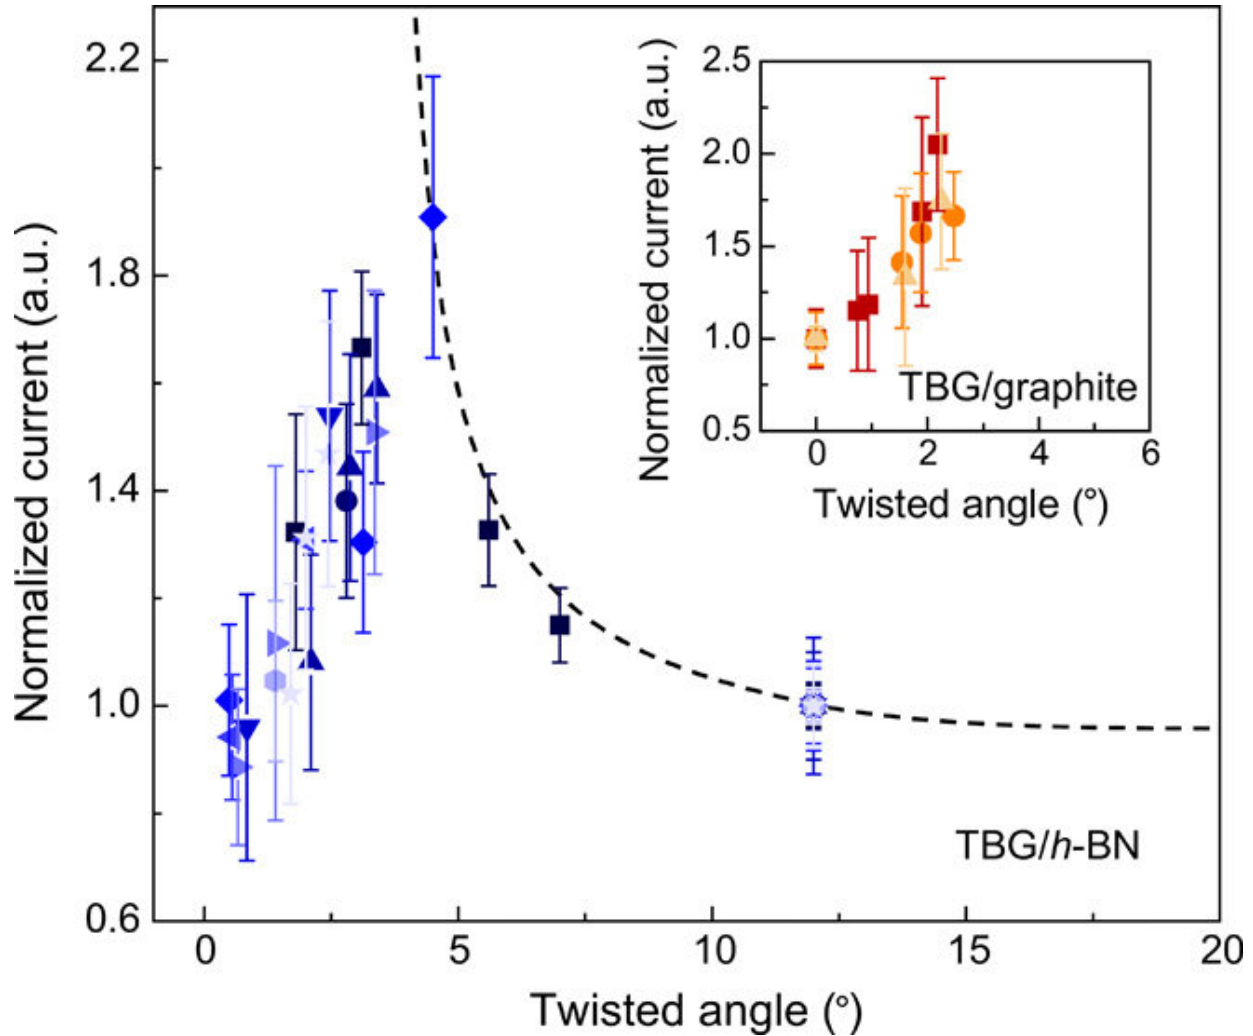 Normalized current (a.u.)
2.2
1.8
1.4
1.0
0.6
0 5 10 15 20
Twisted angle (°)
TBG/h-BN
Normalized current (a.u.)
2.5
2.0
1.5
1.0
0.5
0 2 4 6
Twisted angle (°)
TBG/graphite